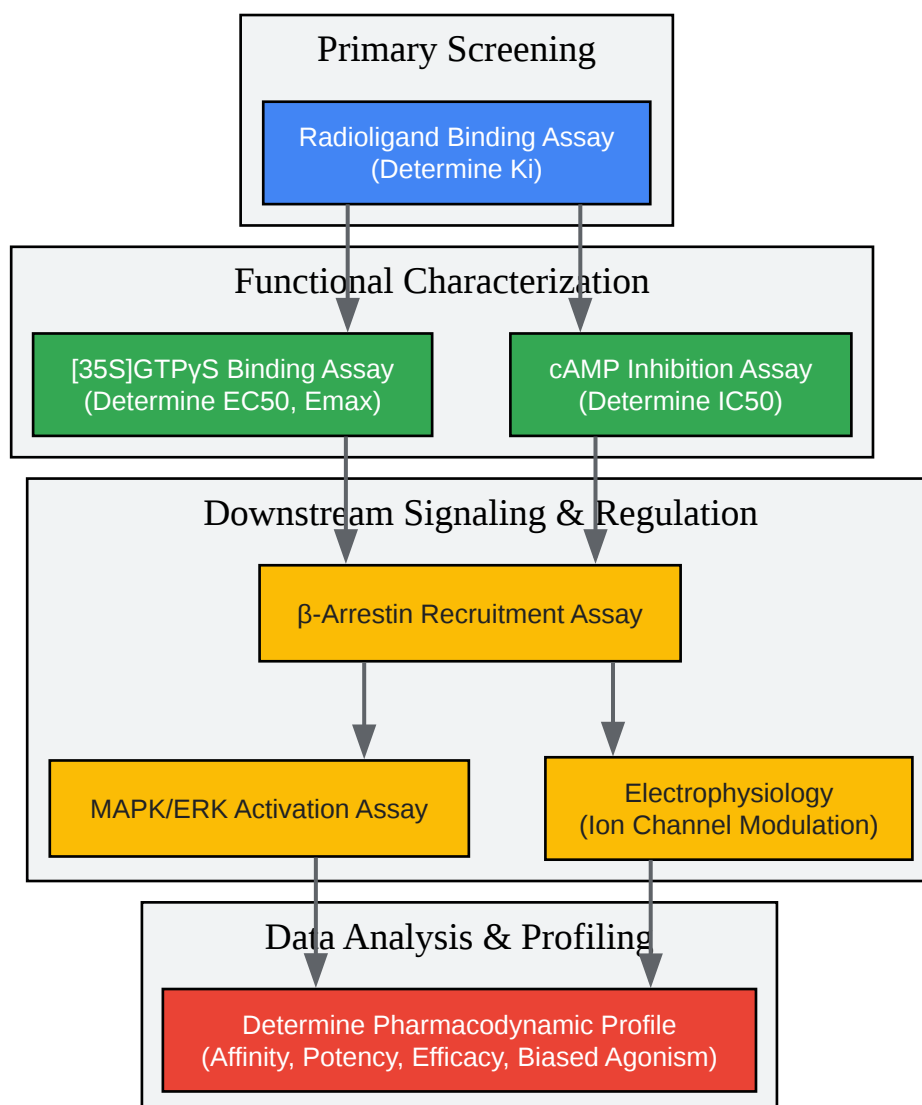 Primary Screening
Radioligand Binding Assay
(Determine Ki)
Functional Characterization
[35S]GTPγS Binding Assay
(Determine EC50, Emax)
cAMP Inhibition Assay
(Determine IC50)
Downstream Signaling & Regulation
β-Arrestin Recruitment Assay
MAPK/ERK Activation Assay
Electrophysiology
(Ion Channel Modulation)
Data Analysis & Profiling
Determine Pharmacodynamic Profile
(Affinity, Potency, Efficacy, Biased Agonism)